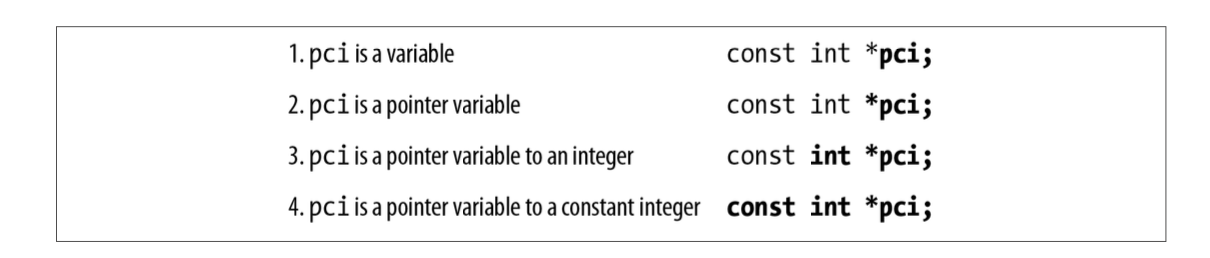 1. pci is a variable const int *pci;
2. pci is a pointer variable const int *pci;
3. pci is a pointer variable to an integer const int *pci;
4. pci is a pointer variable to a constant integer const int *pci;